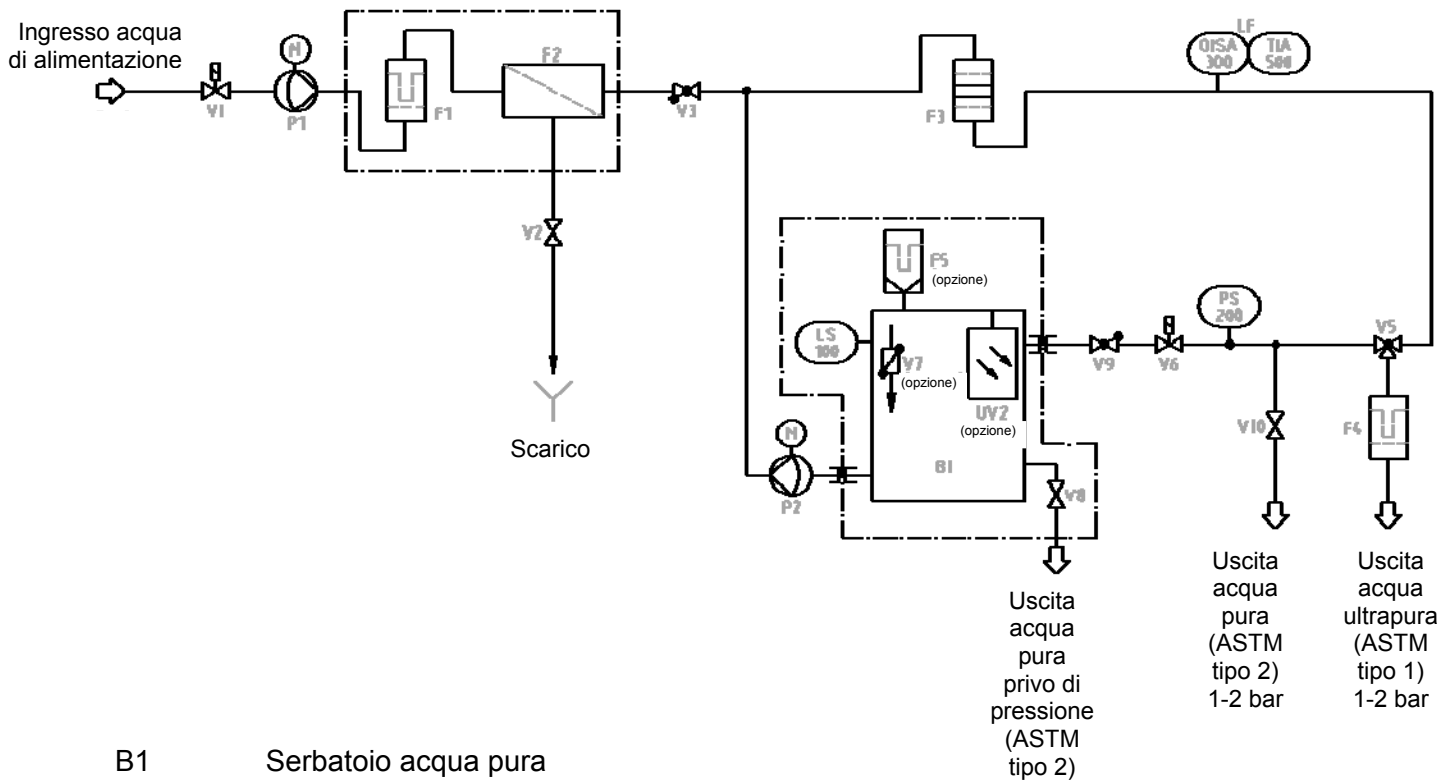 Ingresso acqua
di alimentazione
N
V1
P1
F1
F2
V3
V2
Scarico
F3
LF
QISA
300
TIA
500
F5
(opzione)
LS
100
V7
(opzione)
UV2
(opzione)
B1
N
P2
V8
V9
V6
PS
200
V5
V10
F4
Uscita
acqua
pura
privo di
pressione
(ASTM
tipo 2)
Uscita
acqua
pura
(ASTM
tipo 2)
1-2 bar
Uscita
acqua
ultrapura
(ASTM
tipo 1)
1-2 bar
B1 Serbatoio acqua pura